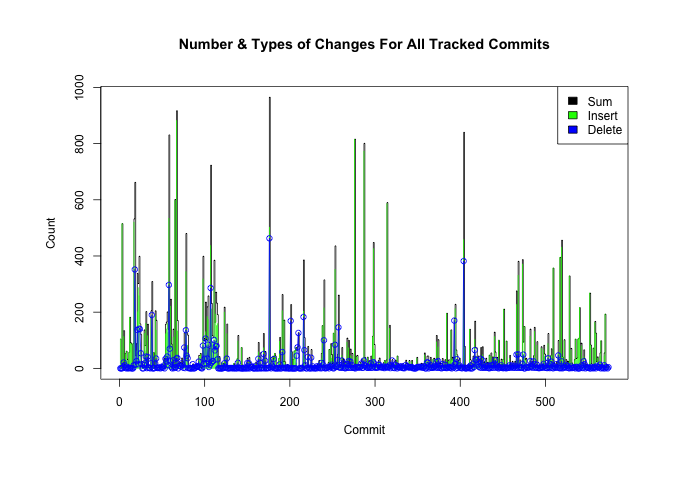 Number & Types of Changes For All Tracked Commits
1000
800
600
400
200
0
Count
Sum
Insert
Delete
0 100 200 300 400 500
Commit